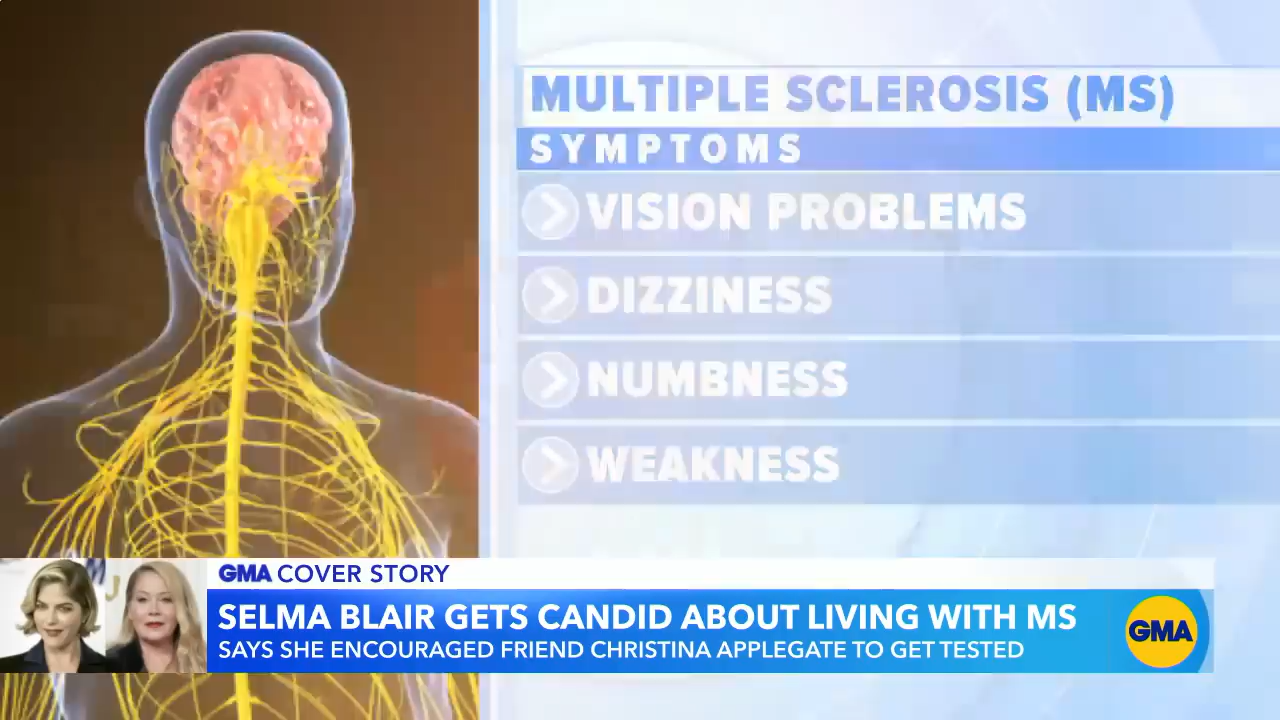 MULTIPLE SCLEROSIS (MS)
SYMPTOMS
VISION PROBLEMS
DIZZINESS
NUMBNESS
WEAKNESS
GMA COVER STORY
SELMA BLAIR GETS CANDID ABOUT LIVING WITH MS
SAYS SHE ENCOURAGED FRIEND CHRISTINA APPLEGATE TO GET TESTED
GMA